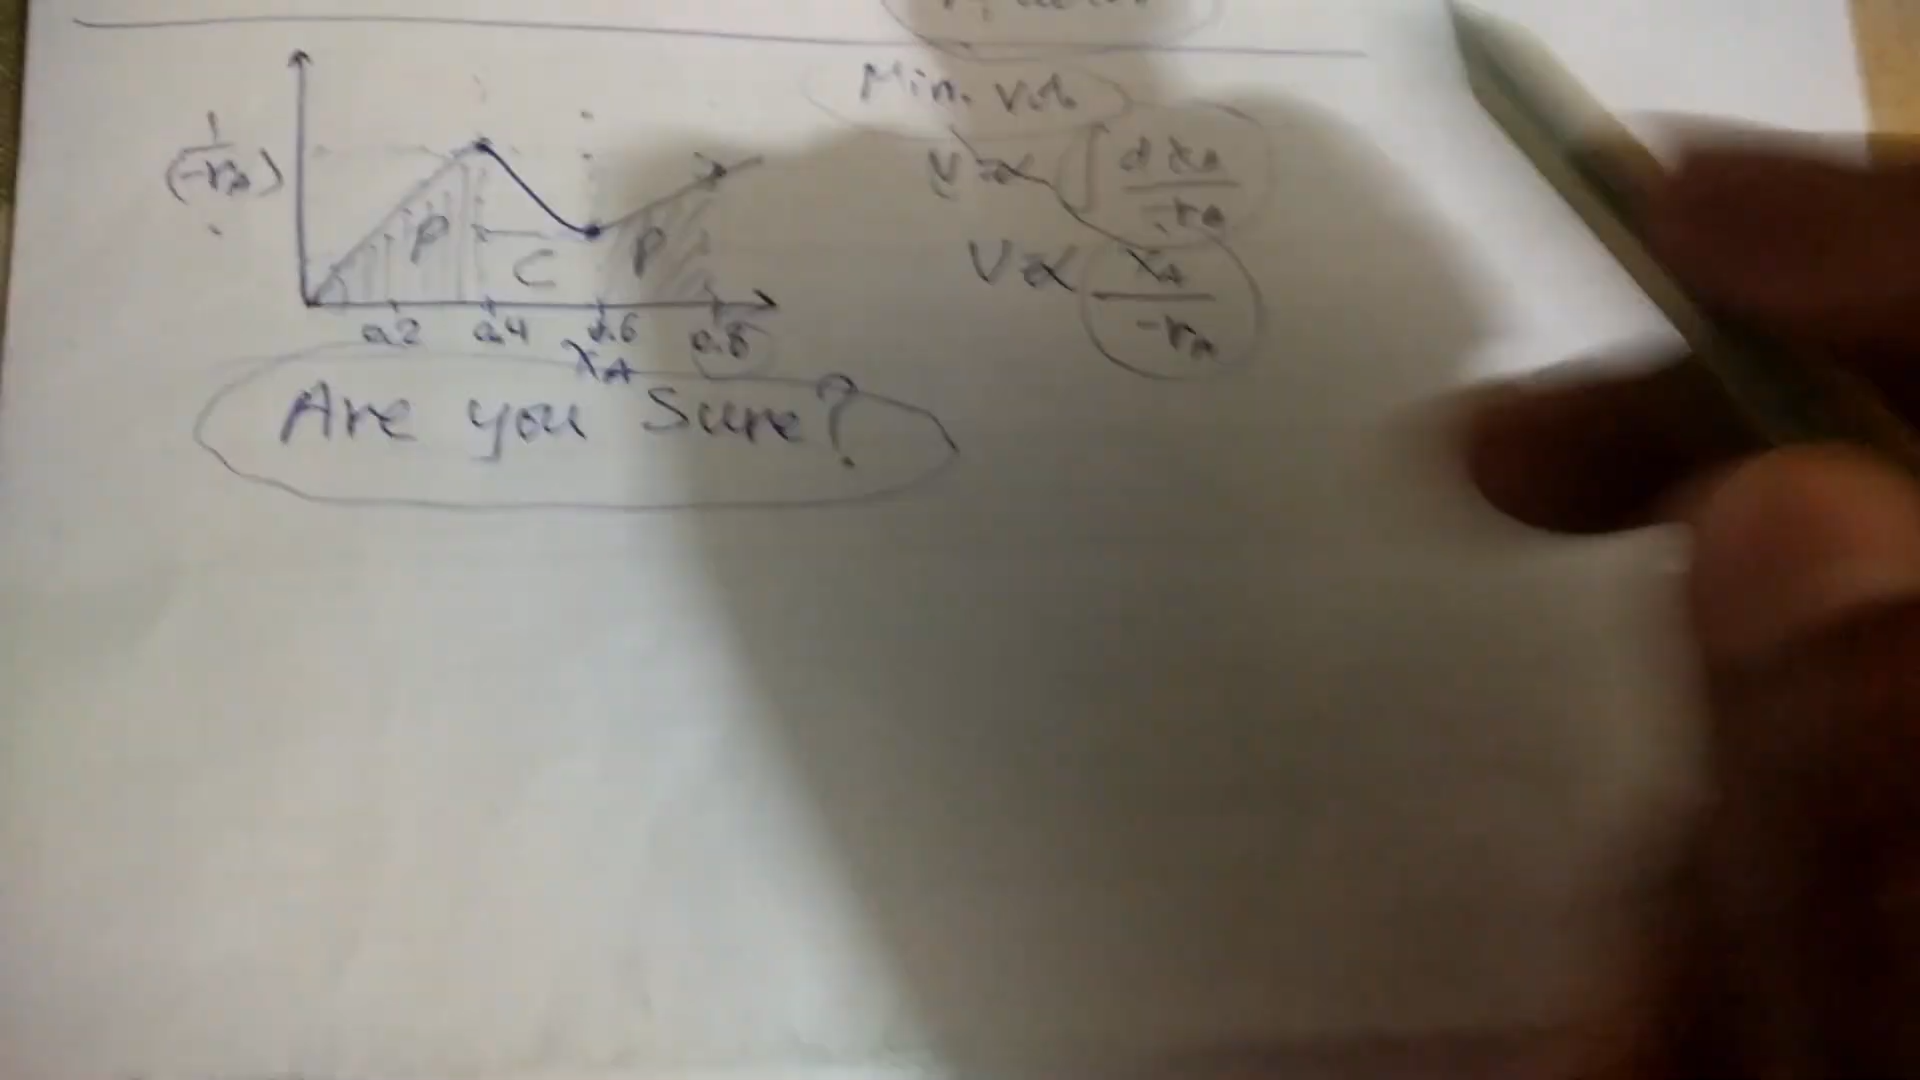 Min. Vol.
1
(-rA)
V ∝ ∫ dXA
-rA
P
C
P
V ∝ XA
-rA
0.2 0.4 0.6 0.8
XA
Are you Sure?